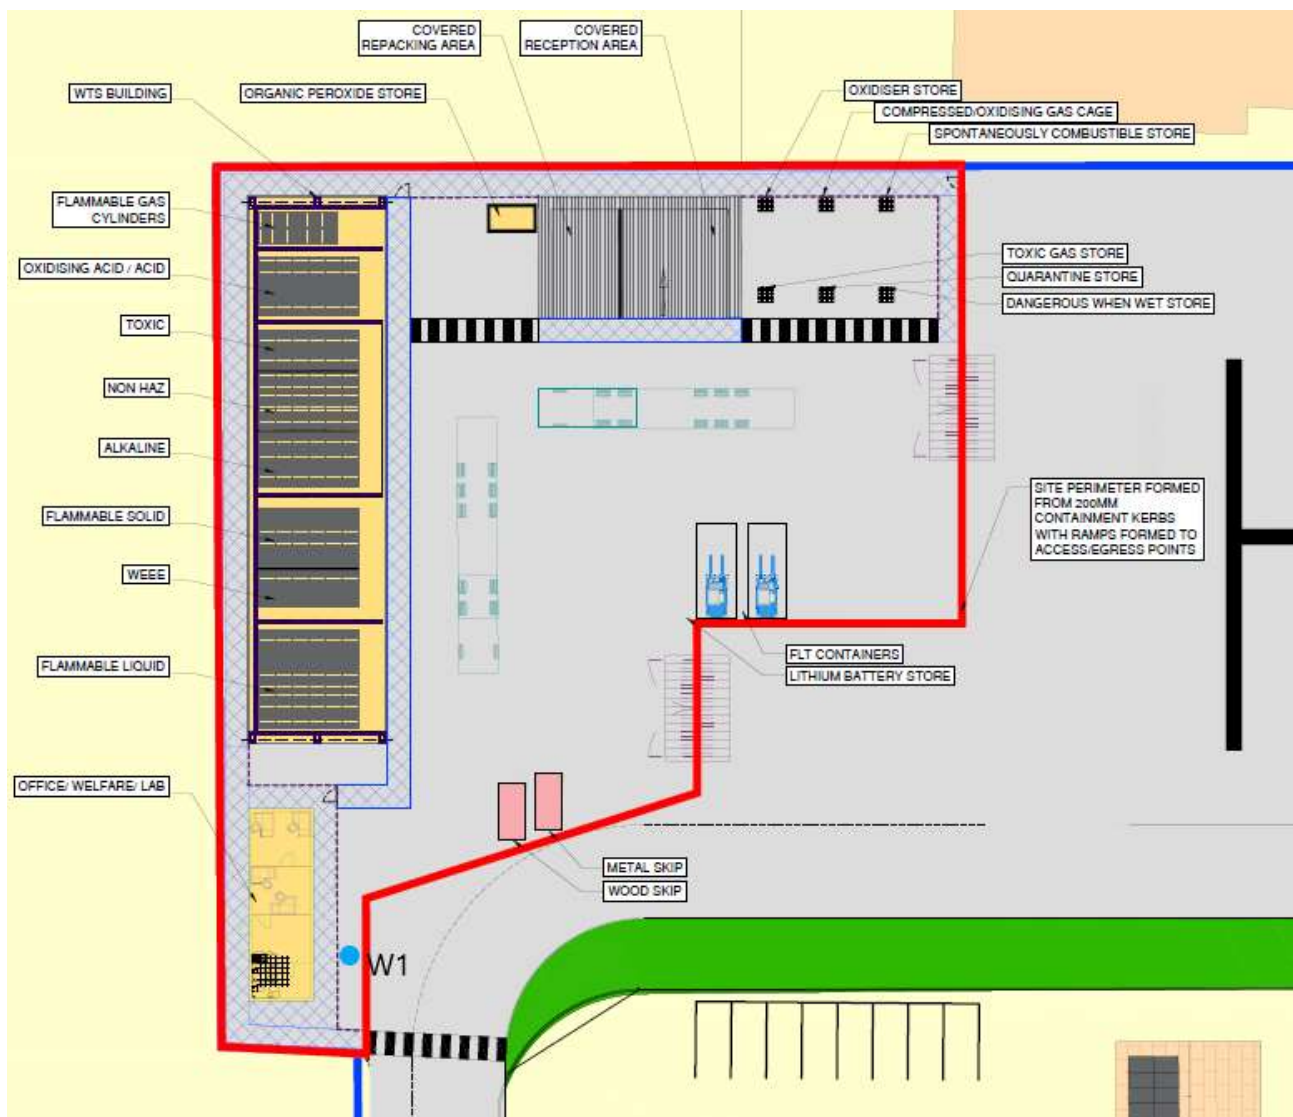 COVERED
REPACKING AREA
COVERED
RECEPTION AREA
WTS BUILDING
ORGANIC PEROXIDE STORE
OXIDISER STORE
COMPRESSED/OXIDISING GAS CAGE
SPONTANEOUSLY COMBUSTIBLE STORE
FLAMMABLE GAS
CYLINDERS
OXIDISING ACID / ACID
TOXIC
NON HAZ
ALKALINE
FLAMMABLE SOLID
WEEE
FLAMMABLE LIQUID
OFFICE/ WELFARE/ LAB
TOXIC GAS STORE
QUARANTINE STORE
DANGEROUS WHEN WET STORE
SITE PERIMETER FORMED
FROM 200MM
CONTAINMENT KERBS
WITH RAMPS FORMED TO
ACCESS/EGRESS POINTS
FLT CONTAINERS
LITHIUM BATTERY STORE
METAL SKIP
WOOD SKIP
W1